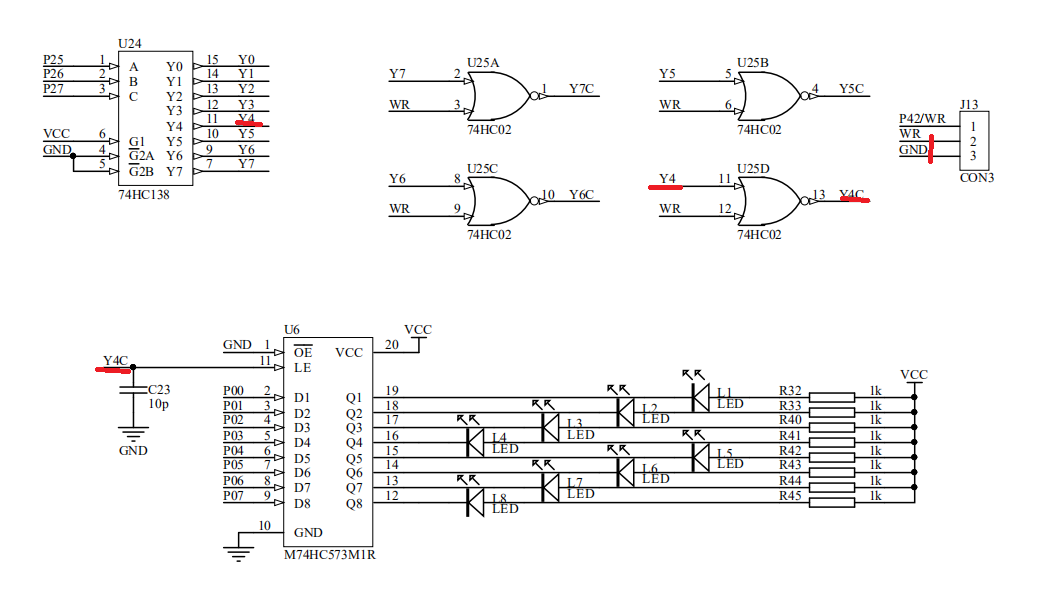 U24
P25 1 A Y0 15 Y0
P26 2 B Y1 14 Y1
P27 3 C Y2 13 Y2
Y3 12 Y3
Y4 11 Y4
VCC 6 G1 Y5 10 Y5
GND 4 G2A Y6 9 Y6
5 G2B Y7 7 Y7
74HC138
U25A
Y7 2 1 Y7C
WR 3
74HC02
U25B
Y5 5 4 Y5C
WR 6
74HC02
J13
P42/WR 1
WR 2
GND 3
CON3
U25C
Y6 8 10 Y6C
WR 9
74HC02
U25D
Y4 11 13 Y4C
WR 12
74HC02
U6
GND 1 OE VCC 20 VCC
Y4C 11 LE
C23
10p
GND
P00 2 D1 Q1 19 L1 LED R32 1k VCC
P01 3 D2 Q2 18 L2 LED R33 1k
P02 4 D3 Q3 17 L3 LED R40 1k
P03 5 D4 Q4 16 L4 LED R41 1k
P04 6 D5 Q5 15 L5 LED R42 1k
P05 7 D6 Q6 14 L6 LED R43 1k
P06 8 D7 Q7 13 L7 LED R44 1k
P07 9 D8 Q8 12 L8 LED R45 1k
10 GND
M74HC573M1R